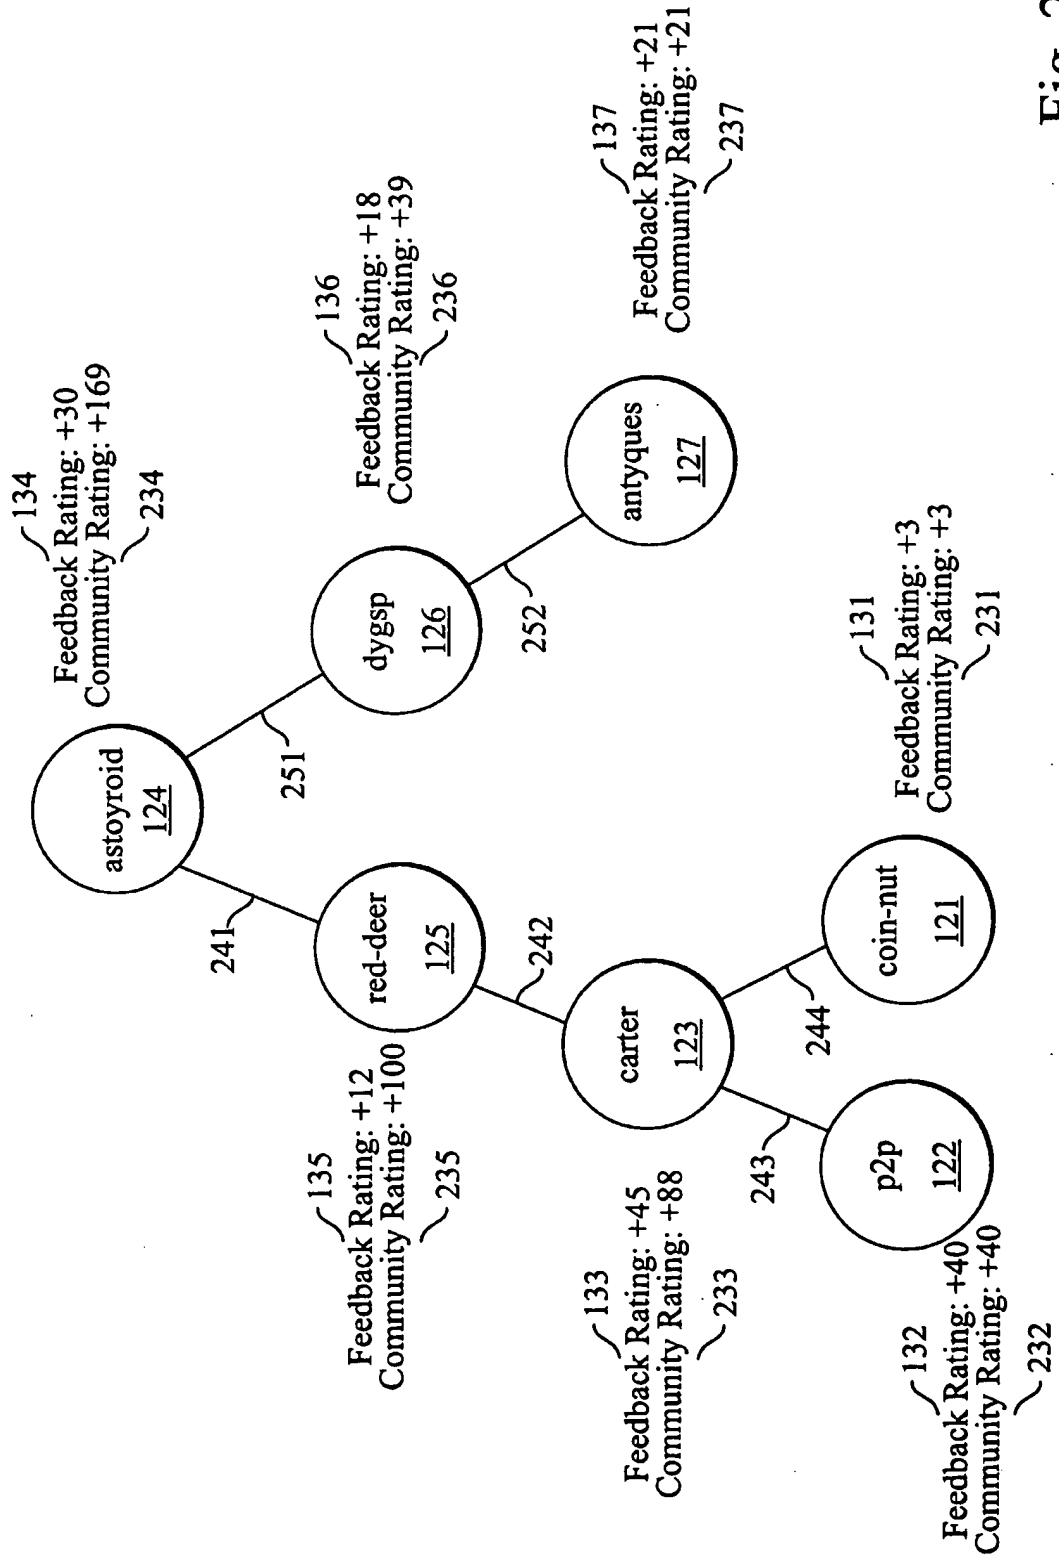 134
Feedback Rating: +30
Community Rating: +169
234
astoyroid
124
241
251
135
Feedback Rating: +12
Community Rating: +100
235
red-deer
125
dygsp
126
136
Feedback Rating: +18
Community Rating: +39
236
242
252
133
Feedback Rating: +45
Community Rating: +88
233
carter
123
antyques
127
137
Feedback Rating: +21
Community Rating: +21
237
243
244
132
Feedback Rating: +40
Community Rating: +40
232
p2p
122
coin-nut
121
131
Feedback Rating: +3
Community Rating: +3
231
Fig. 2